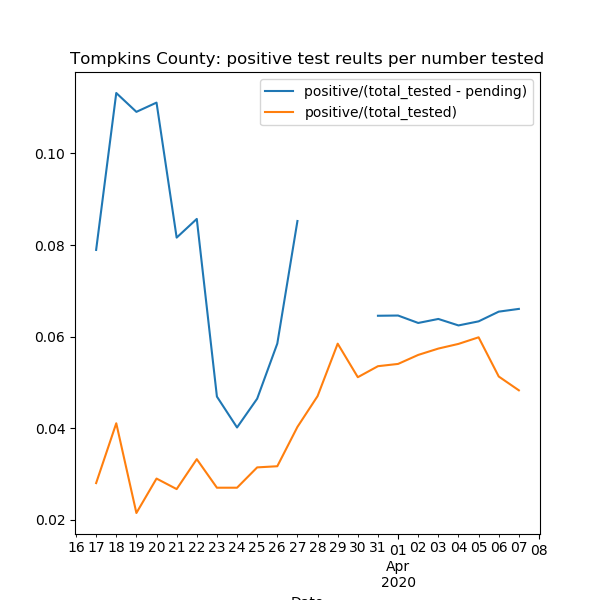 Tompkins County: positive test reults per number tested
positive/(total_tested - pending)
positive/(total_tested)
0.10
0.08
0.06
0.04
0.02
16 17 18 19 20 21 22 23 24 25 26 27 28 29 30 31 01 02 03 04 05 06 07 08
Apr
2020
Date